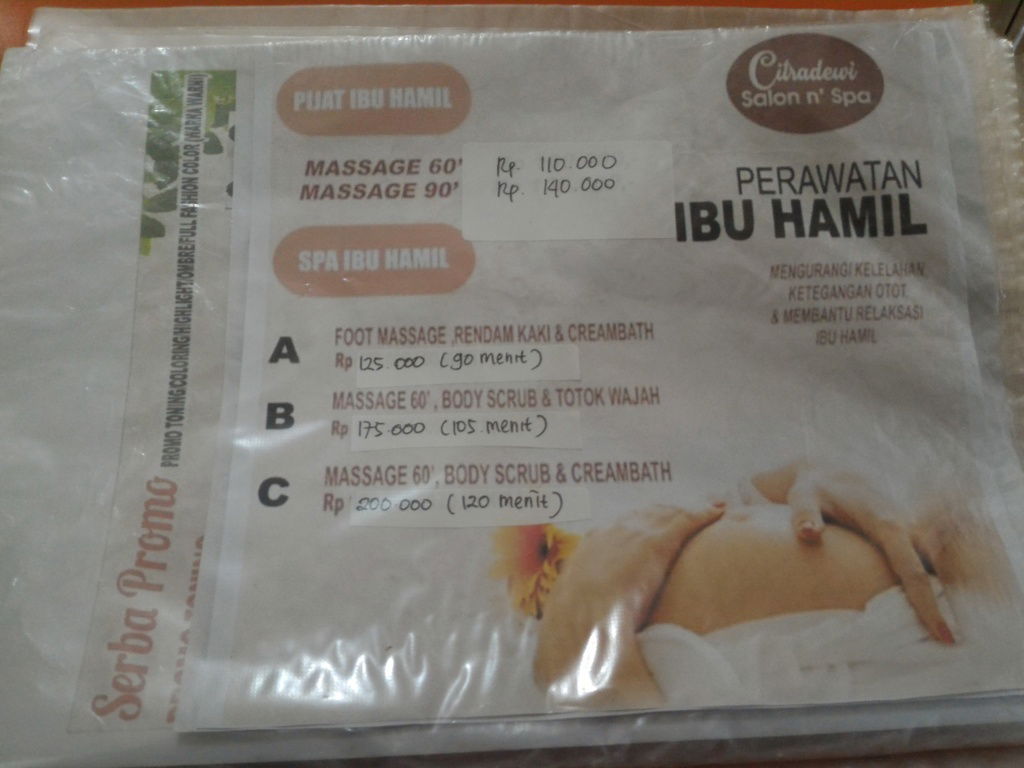 Citradewi
Salon n' Spa
PIJAT IBU HAMIL
MASSAGE 60' Rp. 110.000
MASSAGE 90' Rp. 140.000
PERAWATAN
IBU HAMIL
MENGURANGI KELELAHAN
KETEGANGAN OTOT
& MEMBANTU RELAKSASI
IBU HAMIL
SPA IBU HAMIL
A FOOT MASSAGE ,RENDAM KAKI & CREAMBATH
Rp 125.000 (90 menit)
B MASSAGE 60', BODY SCRUB & TOTOK WAJAH
Rp 175.000 (105 menit)
C MASSAGE 60', BODY SCRUB & CREAMBATH
Rp 200.000 (120 menit)
Serba Promo
PROMO TONING/COLORING/HIGHLIGHT/OMBRE/FULL FASHION COLOR (WARNA WARNI)